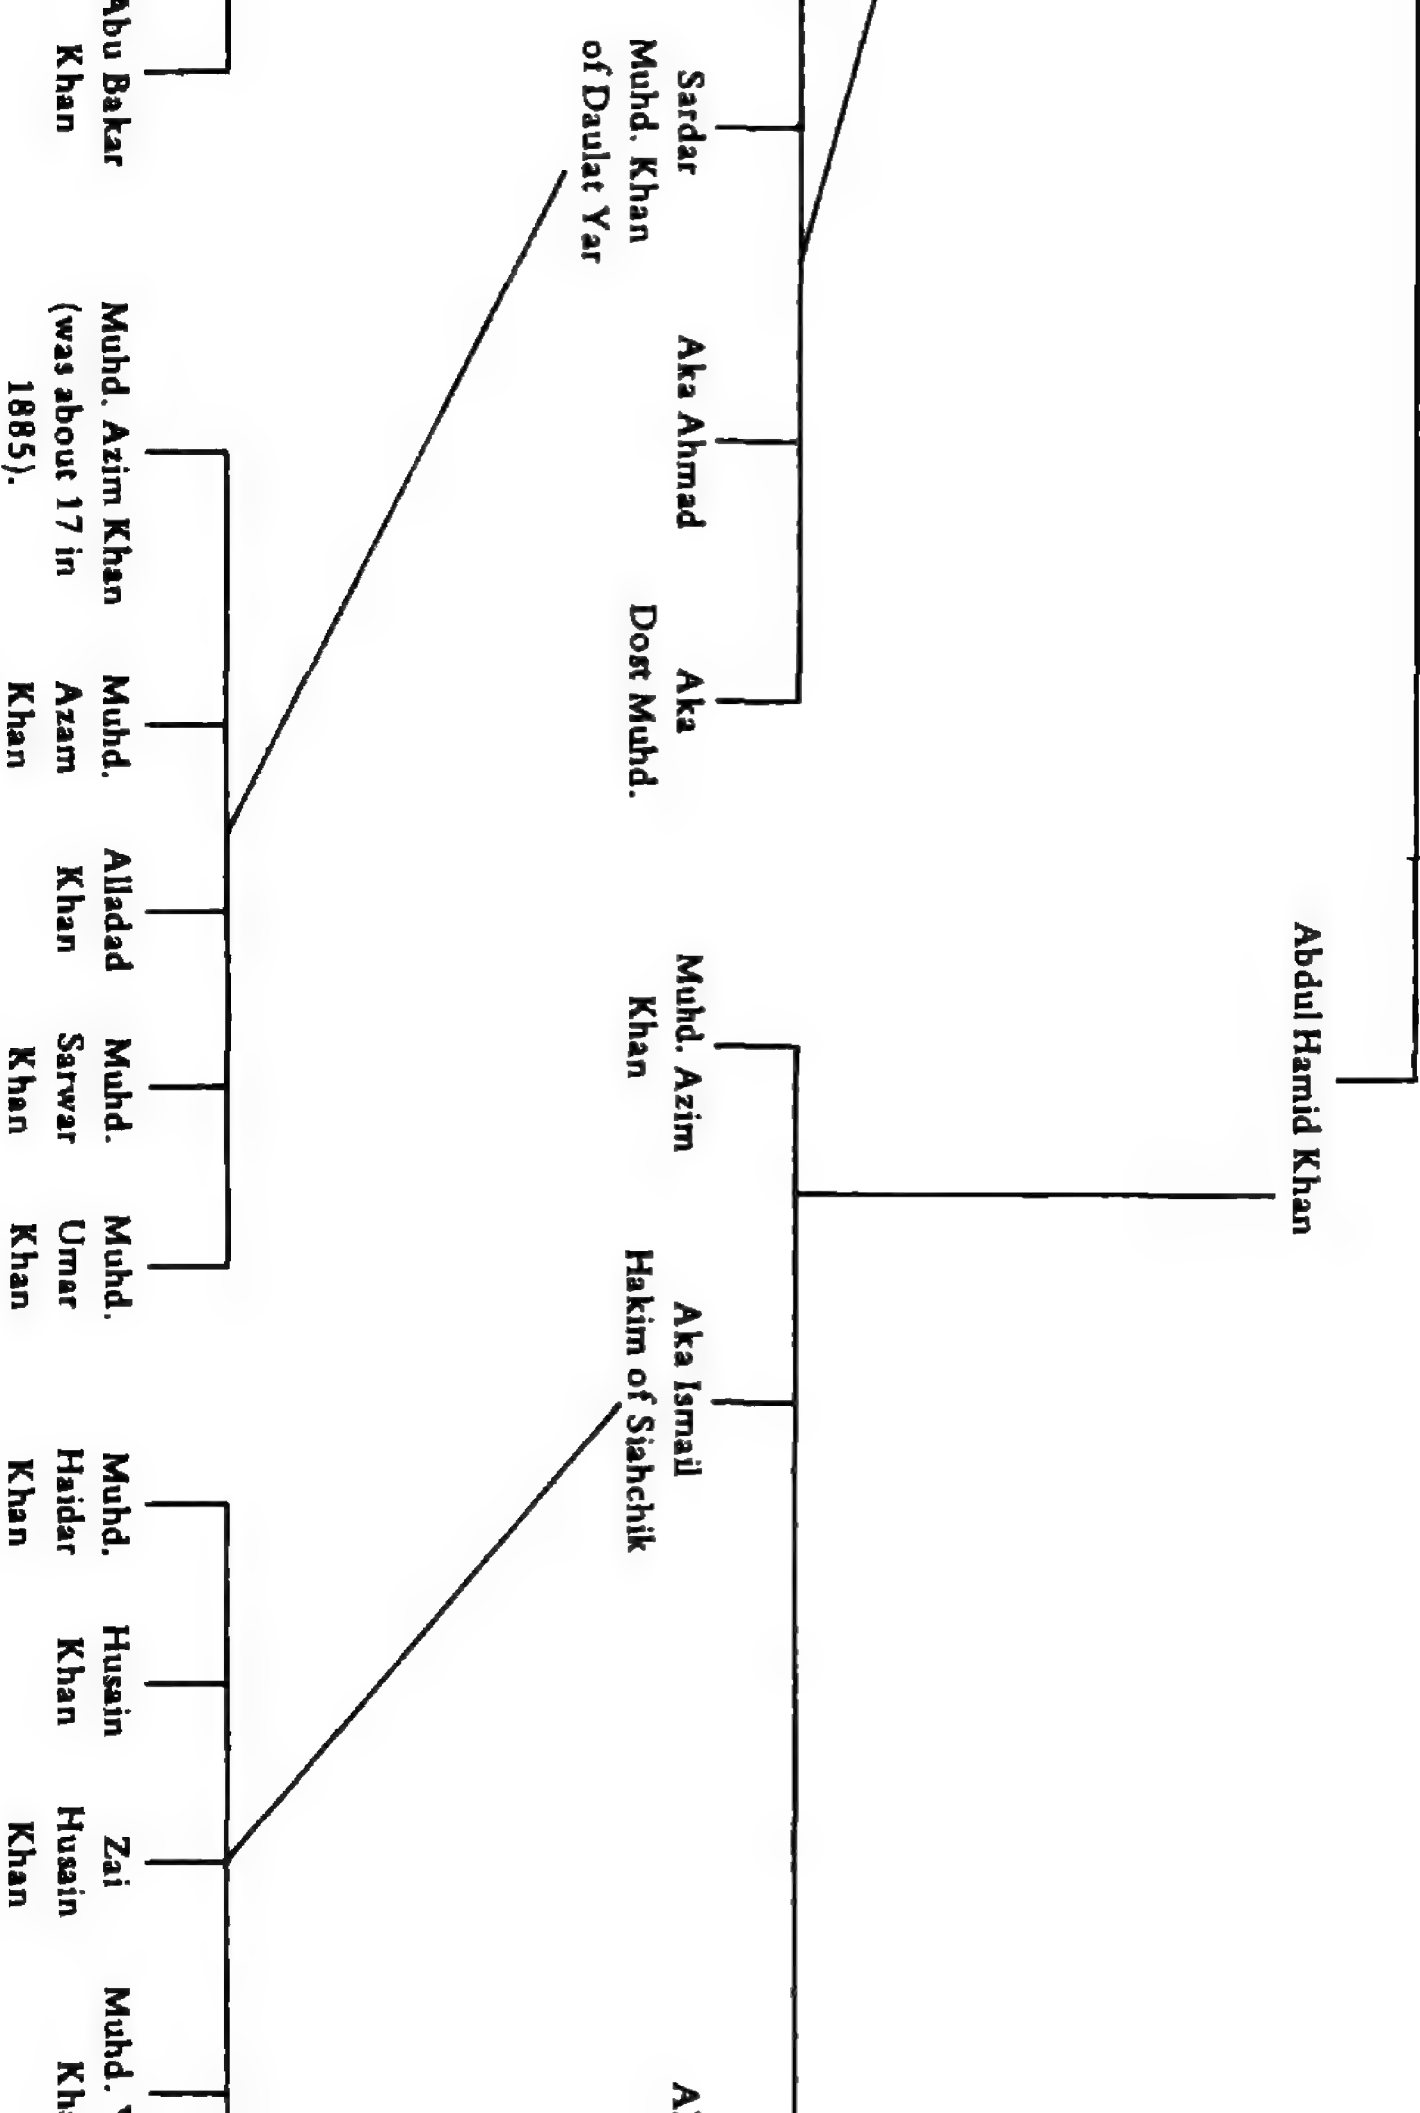 Abdul Hamid Khan
Sardar
Muhd. Khan
of Daulat Yar
Aka Ahmad
Aka
Dost Muhd.
Muhd. Azim
Khan
Aka Ismail
Hakim of Siahchik
Abu Bakar
Khan
Muhd. Azim Khan
(was about 17 in
1885).
Muhd.
Azam
Khan
Alladad
Khan
Muhd.
Sarwar
Khan
Muhd.
Umar
Khan
Muhd.
Haidar
Khan
Husain
Khan
Zai
Husain
Khan
Muhd.